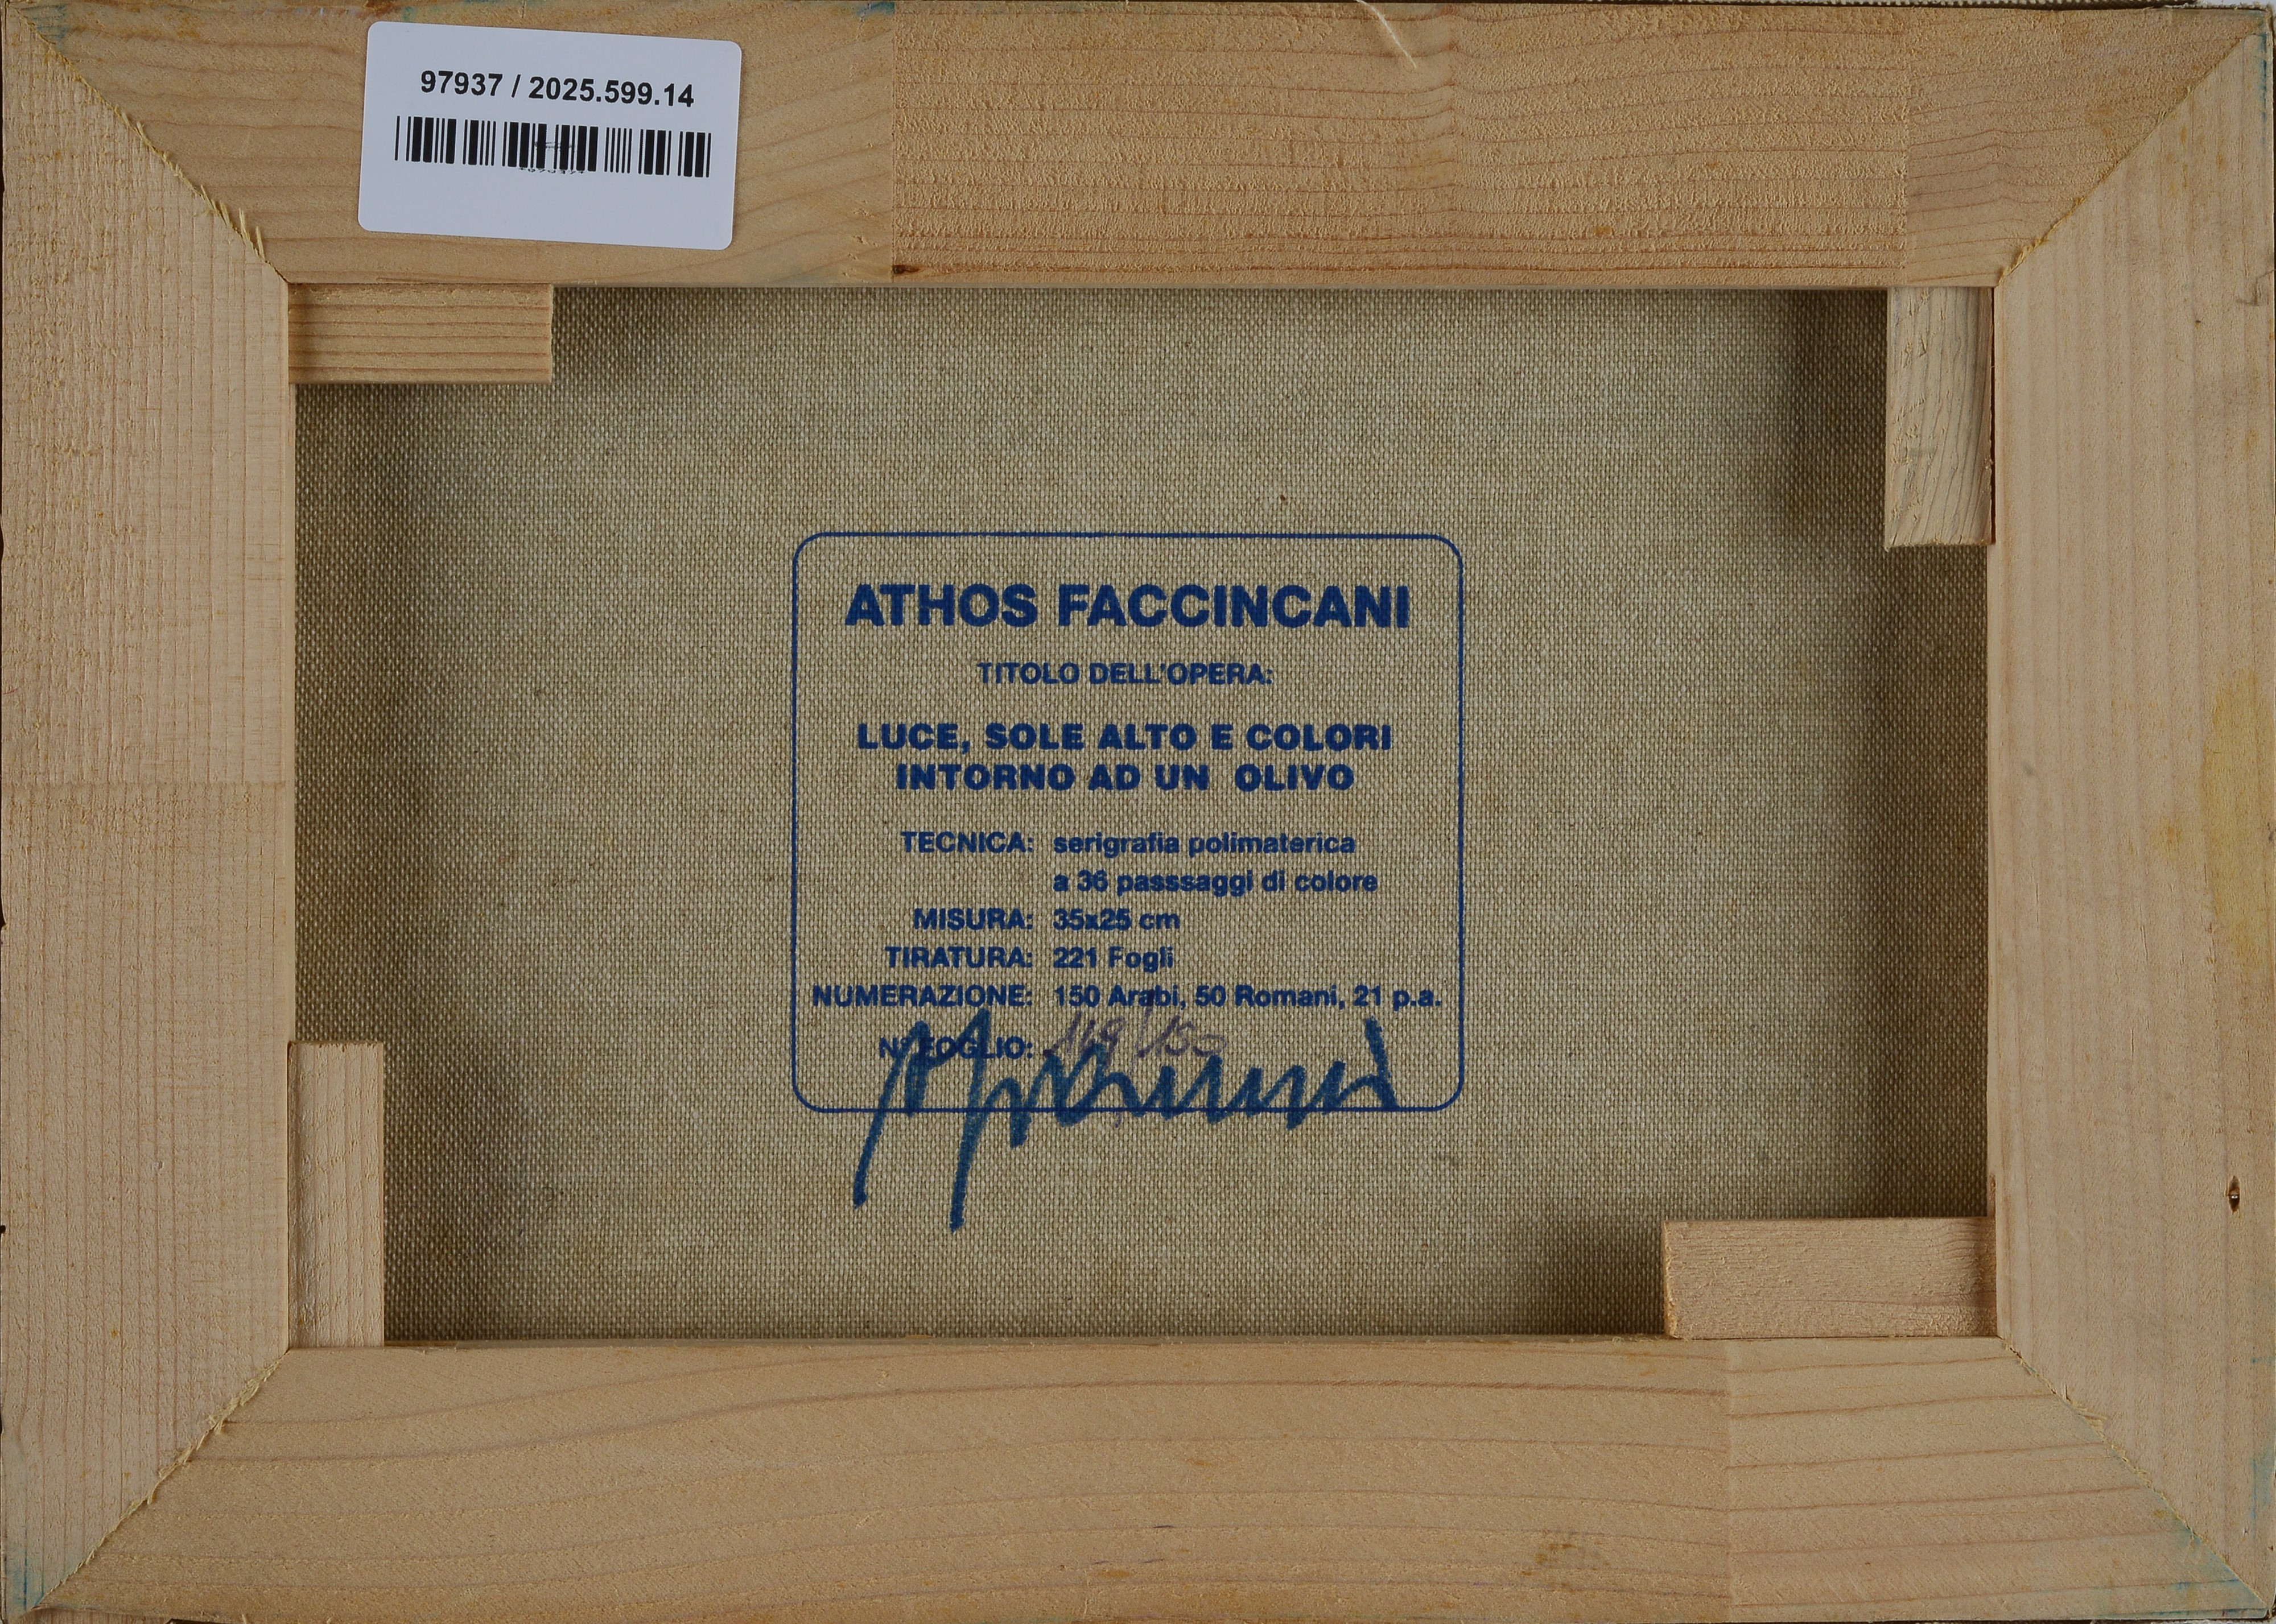 97937 / 2025.599.14
ATHOS FACCINCANI
TITOLO DELL'OPERA:
LUCE, SOLE ALTO E COLORI
INTORNO AD UN OLIVO
TECNICA: serigrafia polimaterica
a 36 passsaggi di colore
MISURA: 35x25 cm
TIRATURA: 221 Fogli
NUMERAZIONE: 150 Arabi, 50 Romani, 21 p.a.
N° FOGLIO: 149/150